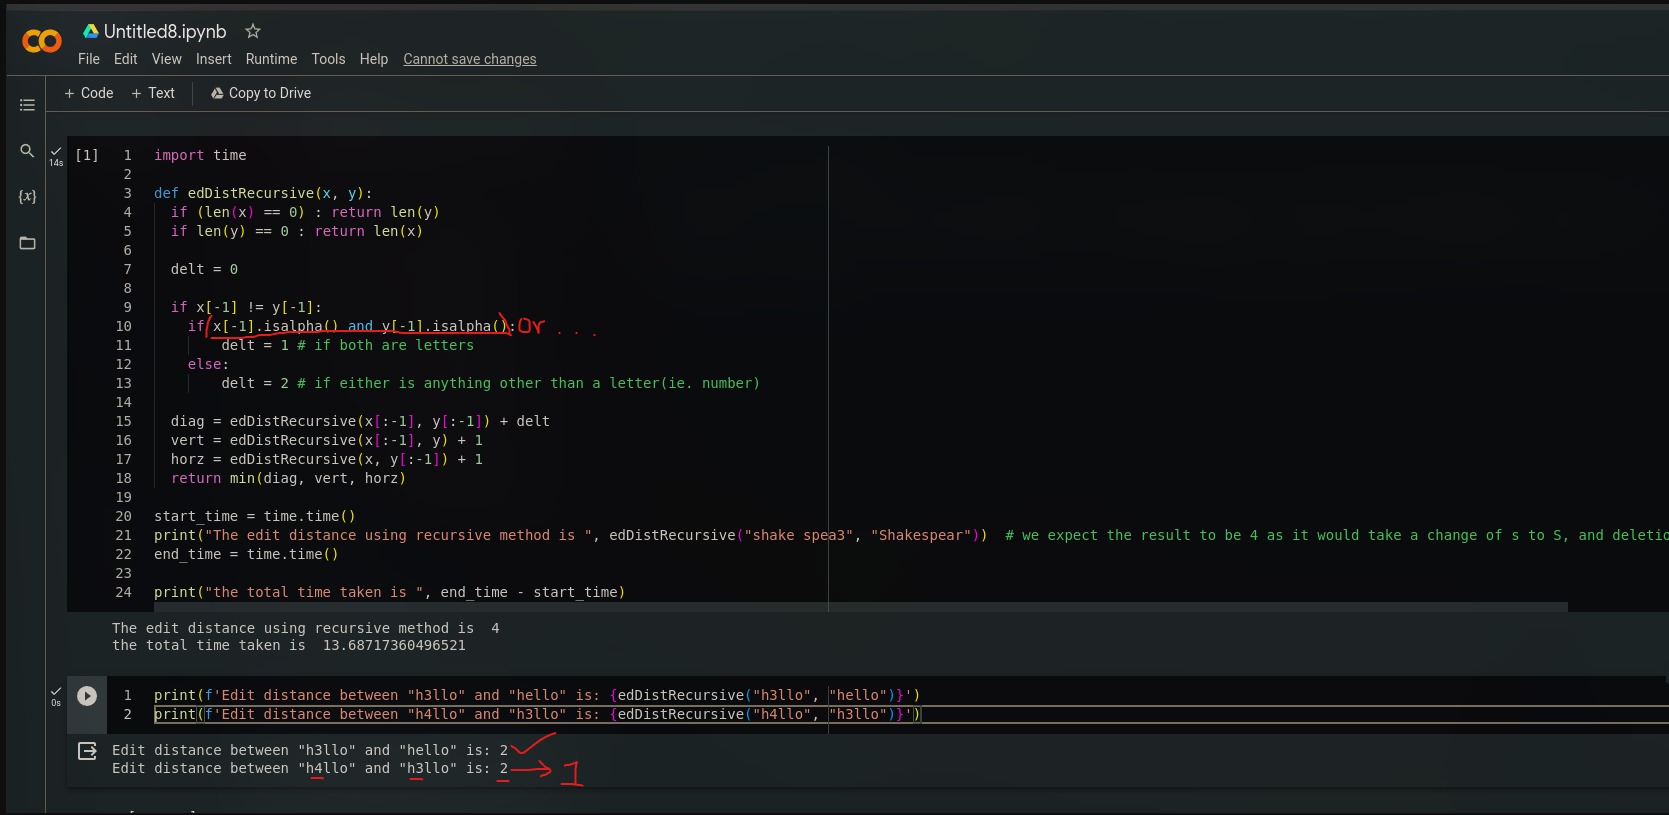 Untitled8.ipynb
File Edit View Insert Runtime Tools Help Cannot save changes
+ Code + Text Copy to Drive
14s
[1]
1 import time
2
3 def edDistRecursive(x, y):
4 if (len(x) == 0) : return len(y)
5 if len(y) == 0 : return len(x)
6
7 delt = 0
8
9 if x[-1] != y[-1]:
10 if x[-1].isalpha() and y[-1].isalpha(): or ...
11 delt = 1 # if both are letters
12 else:
13 delt = 2 # if either is anything other than a letter(ie. number)
14
15 diag = edDistRecursive(x[:-1], y[:-1]) + delt
16 vert = edDistRecursive(x[:-1], y) + 1
17 horz = edDistRecursive(x, y[:-1]) + 1
18 return min(diag, vert, horz)
19
20 start_time = time.time()
21 print("The edit distance using recursive method is ", edDistRecursive("shake spea3", "Shakespear")) # we expect the result to be 4 as it would take a change of s to S, and deletio
22 end_time = time.time()
23
24 print("the total time taken is ", end_time - start_time)
The edit distance using recursive method is 4
the total time taken is 13.68717360496521
0s
1 print(f'Edit distance between "h3llo" and "hello" is: {edDistRecursive("h3llo", "hello")}')
2 print(f'Edit distance between "h4llo" and "h3llo" is: {edDistRecursive("h4llo", "h3llo")}')
Edit distance between "h3llo" and "hello" is: 2
Edit distance between "h4llo" and "h3llo" is: 2 → 1
{x}